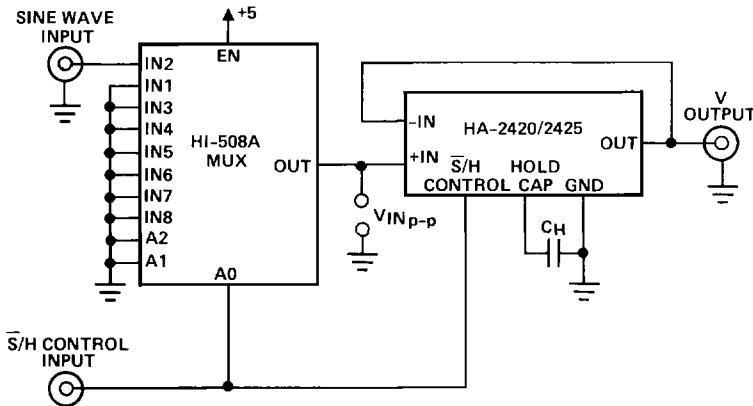 SINE WAVE
INPUT
+5
EN
IN2
IN1
IN3
IN4
IN5
IN6
IN7
IN8
A2
A1
HI-508A
MUX
OUT
A0
V̅INp-p
-IN
+IN
HA-2420/2425
S̅/H
CONTROL
HOLD
CAP
GND
OUT
CH
V
OUTPUT
S̅/H CONTROL
INPUT